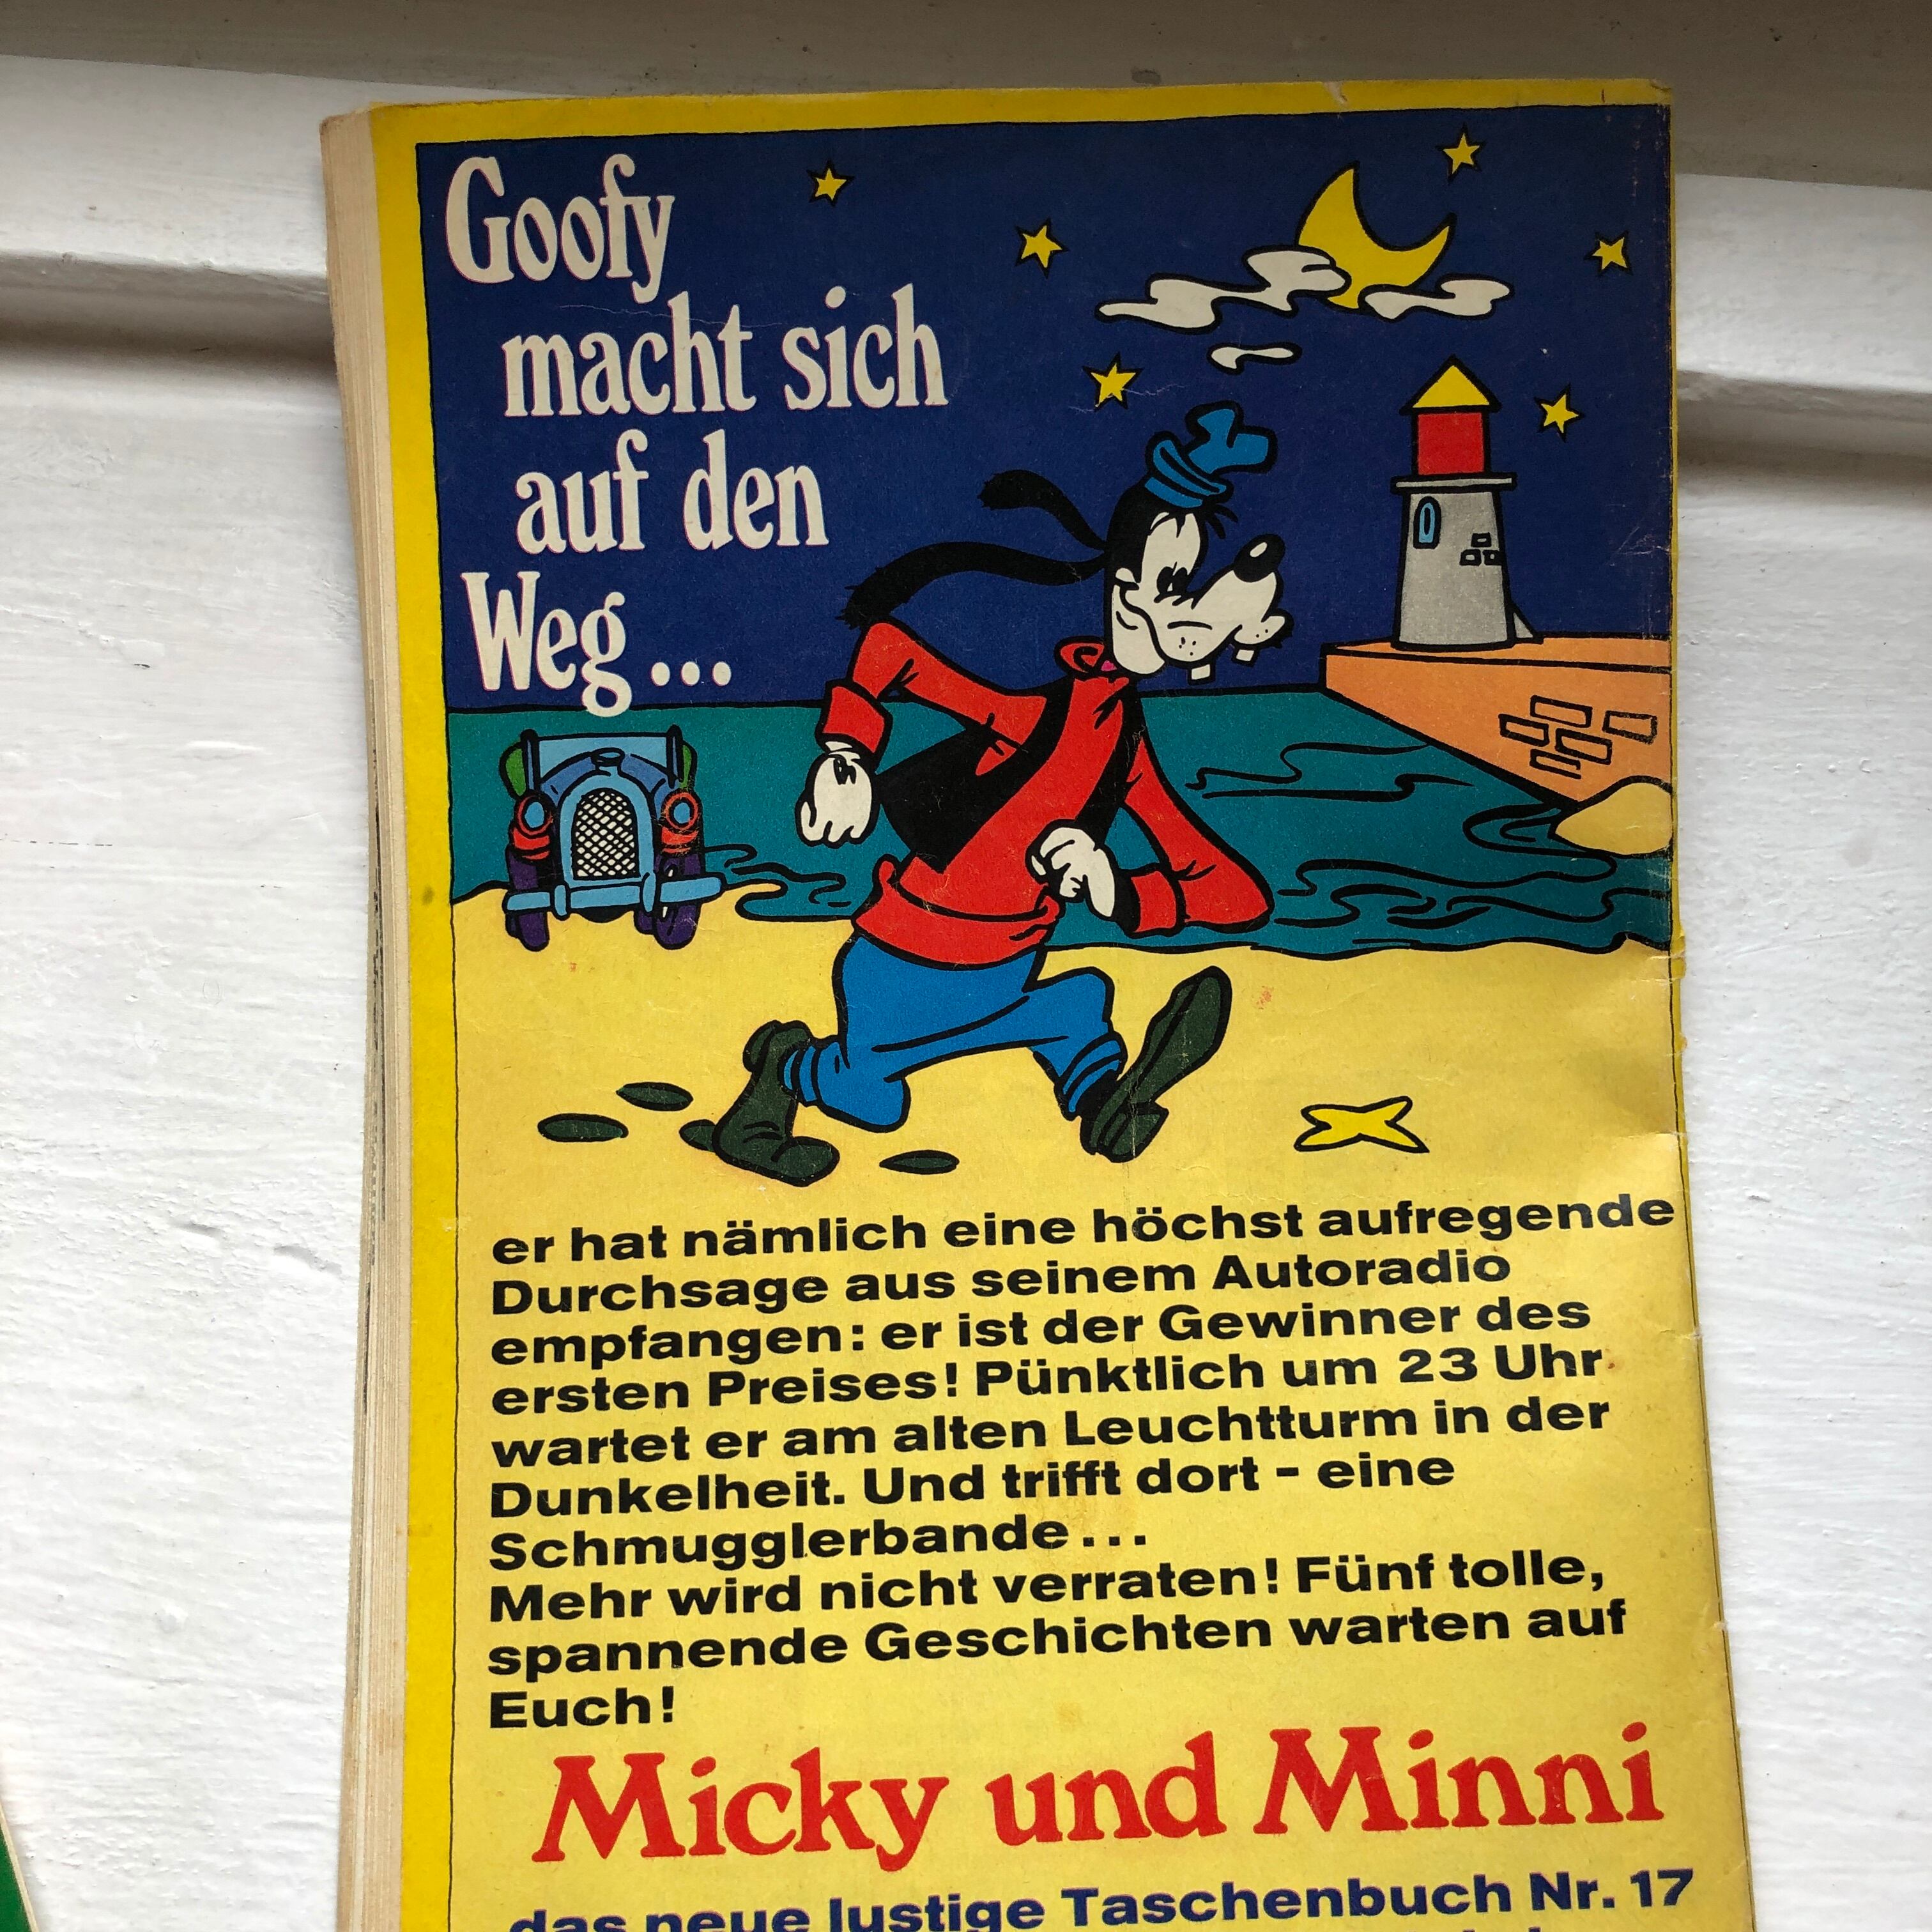 Goofy
macht sich
auf den
Weg...
er hat nämlich eine höchst aufregende
Durchsage aus seinem Autoradio
empfangen: er ist der Gewinner des
ersten Preises! Pünktlich um 23 Uhr
wartet er am alten Leuchtturm in der
Dunkelheit. Und trifft dort – eine
Schmugglerbande...
Mehr wird nicht verraten! Fünf tolle,
spannende Geschichten warten auf
Euch!
Micky und Minni
das neue lustige Taschenbuch Nr. 17